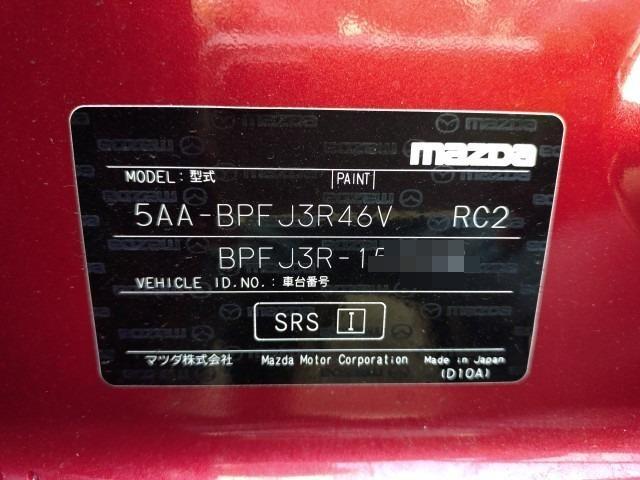 mazda
MODEL:型式 PAINT
5AA-BPFJ3R46V RC2
BPFJ3R-1
VEHICLE ID.NO.:車台番号
SRS I
マツダ株式会社 Mazda Motor Corporation Made in Japan
(D10A)